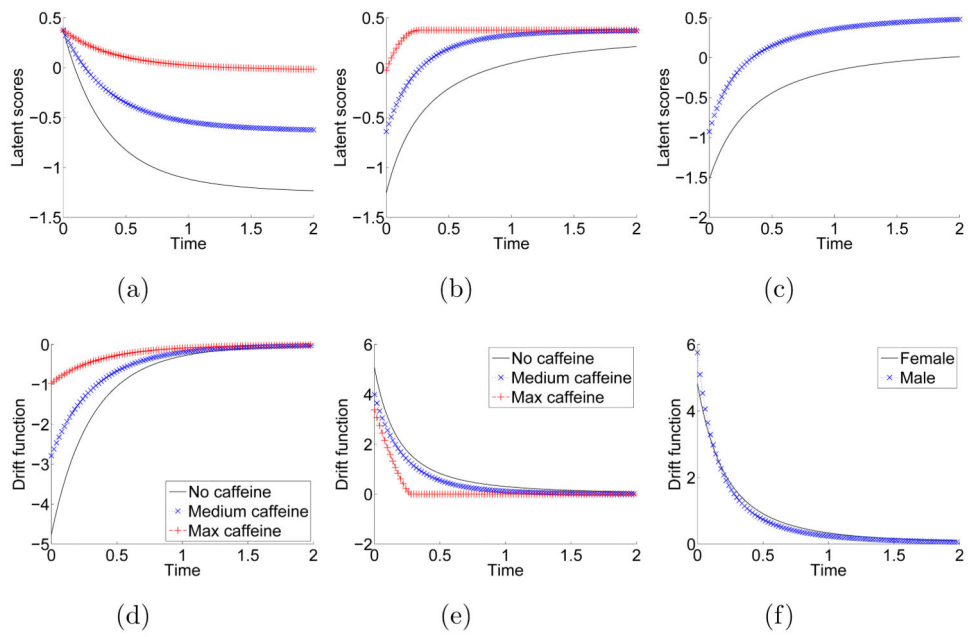 0.5
0
−0.5
−1
−1.5
Latent scores
0
0.5
1
1.5
2
Time
(a)
0.5
0
−0.5
−1
−1.5
Latent scores
0
0.5
1
1.5
2
Time
(b)
0.5
0
−0.5
−1
−1.5
−2
Latent scores
0
0.5
1
1.5
2
Time
(c)
0
−1
−2
−3
−4
−5
Drift function
No caffeine
Medium caffeine
Max caffeine
0
0.5
1
1.5
2
Time
(d)
6
4
2
0
−2
Drift function
No caffeine
Medium caffeine
Max caffeine
0
0.5
1
1.5
2
Time
(e)
6
4
2
0
Drift function
Female
Male
0
0.5
1
1.5
2
Time
(f)